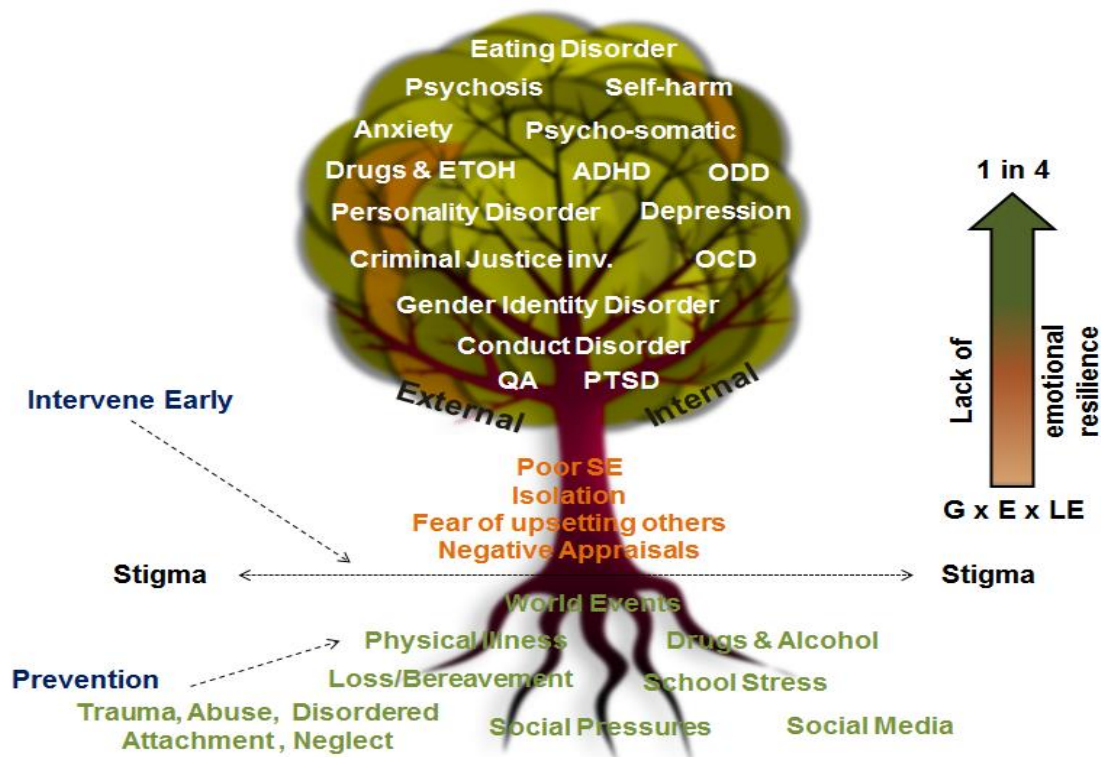 Eating Disorder
Psychosis Self-harm
Anxiety Psycho-somatic
Drugs & ETOH ADHD ODD
Personality Disorder Depression
Criminal Justice inv. OCD
Gender Identity Disorder
Conduct Disorder
QA PTSD
External Internal
Poor SE
Isolation
Fear of upsetting others
Negative Appraisals
Intervene Early
Stigma Stigma
World Events
Physical Illness Drugs & Alcohol
Prevention
Loss/Bereavement School Stress
Trauma, Abuse, Disordered
Attachment , Neglect
Social Pressures Social Media
1 in 4
Lack of
emotional
resilience
G x E x LE